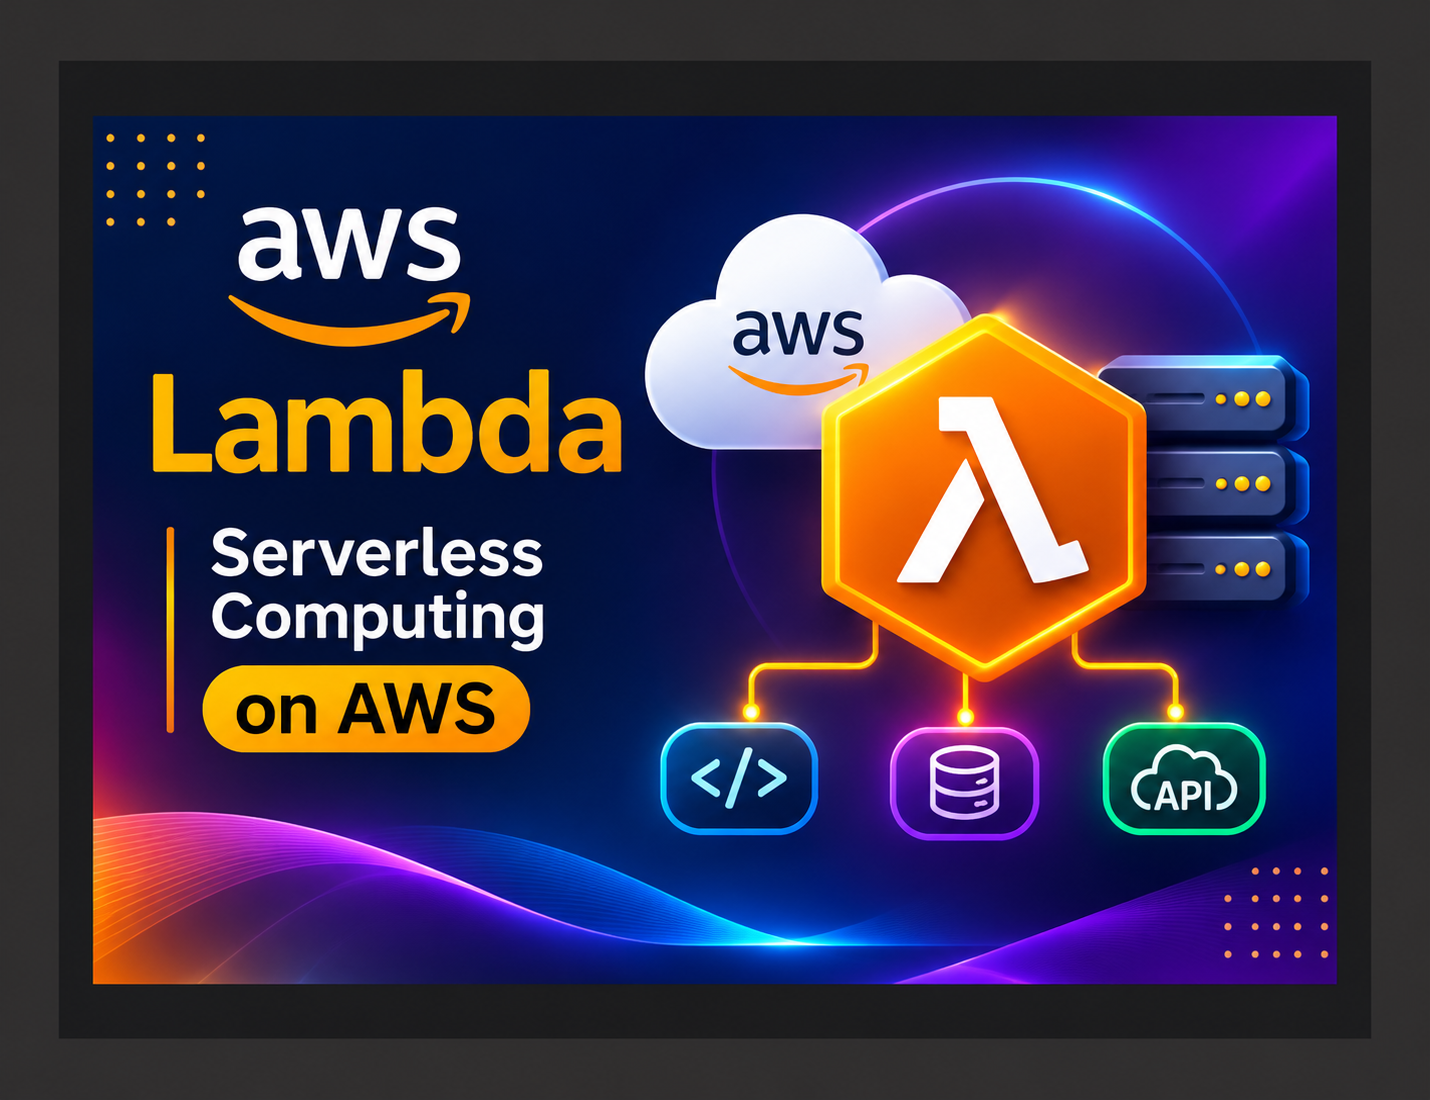 aws
Lambda
Serverless
Computing
on AWS
aws
λ
</>
API